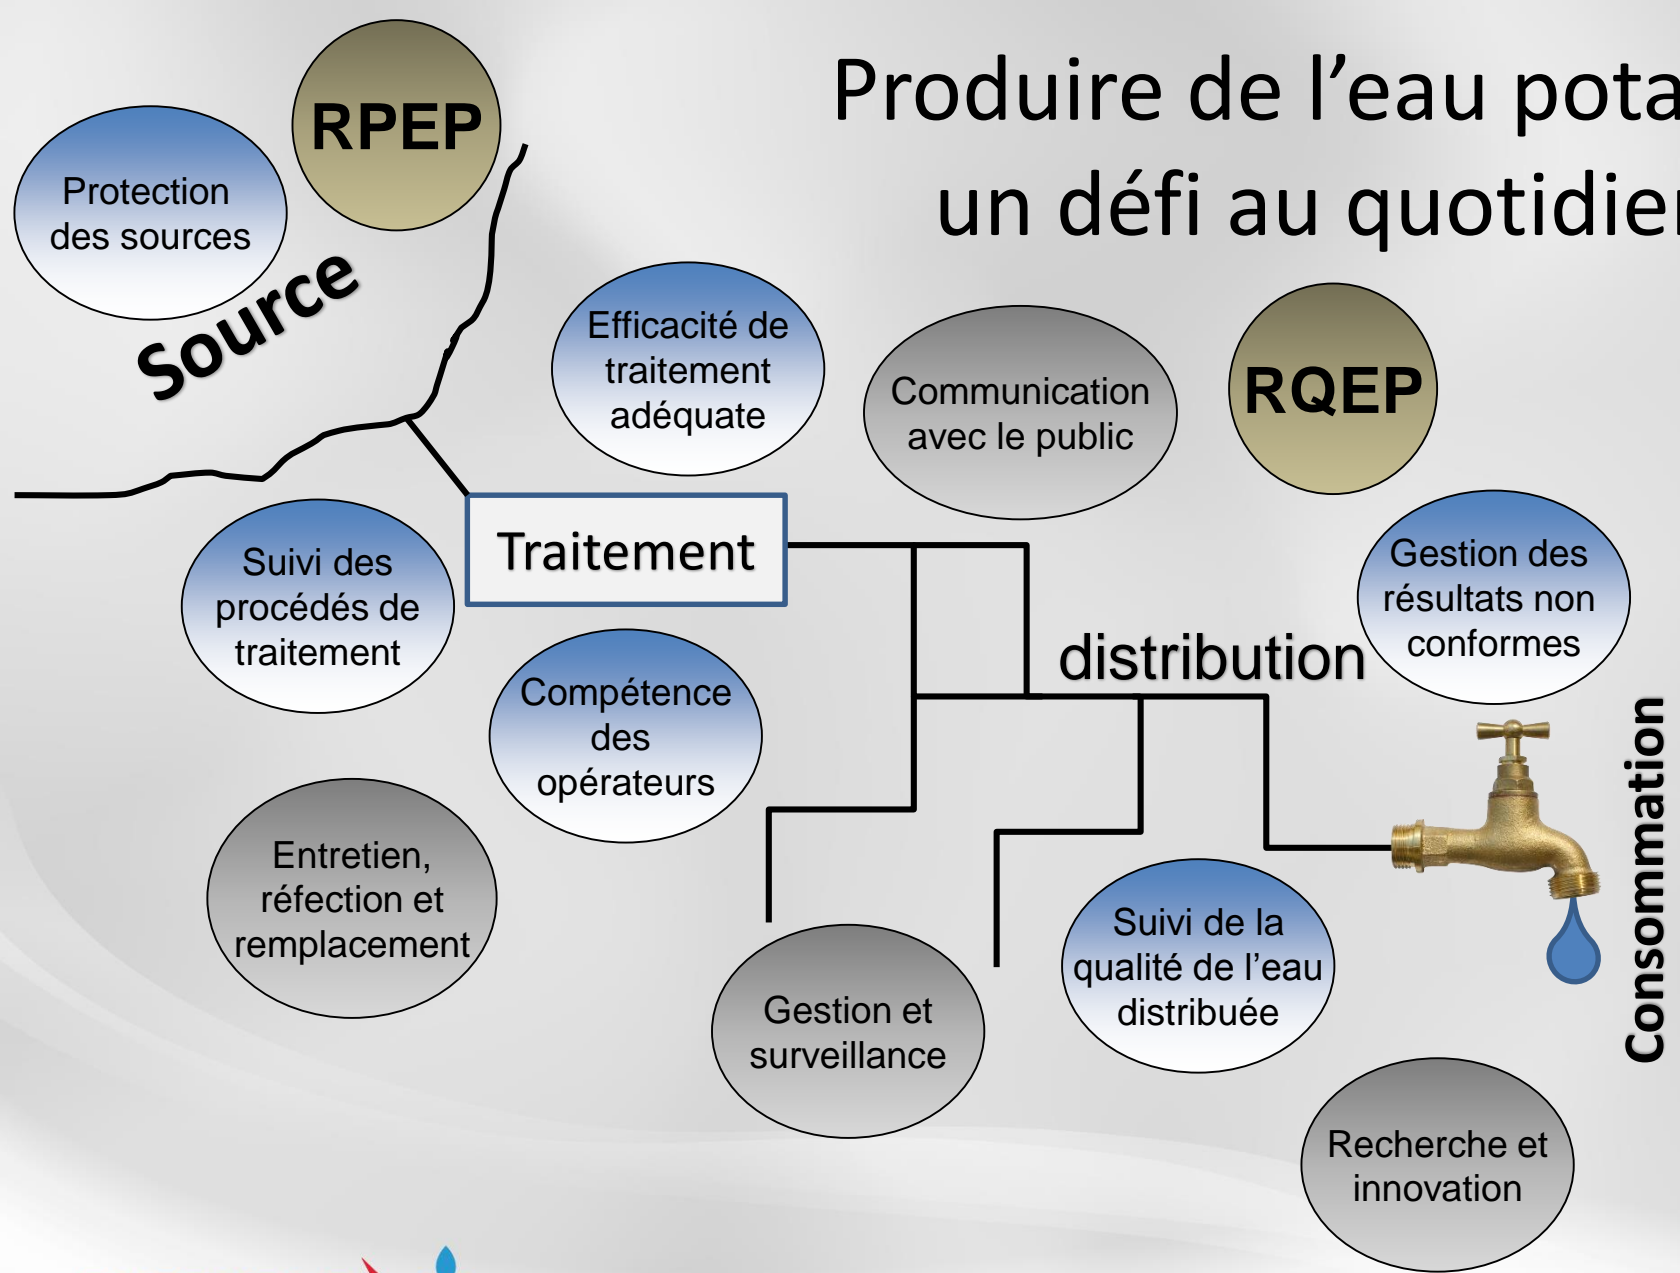 Produire de l’eau pota
un défi au quotidie
RPEP
Protection
des sources
Source
Efficacité de
traitement
adéquate
Communication
avec le public
RQEP
Traitement
Suivi des
procédés de
traitement
Gestion des
résultats non
conformes
distribution
Compétence
des
opérateurs
Consommation
Entretien,
réfection et
remplacement
Suivi de la
qualité de l’eau
distribuée
Gestion et
surveillance
Recherche et
innovation